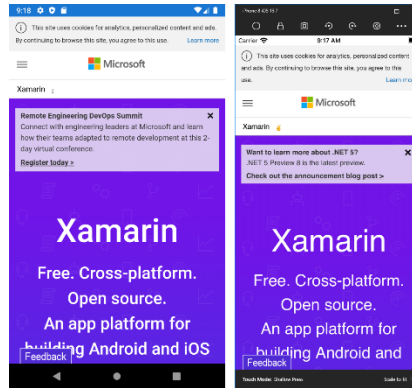 9:18
This site uses cookies for analytics, personalized content and ads.
By continuing to browse this site, you agree to this use.
Learn more
Microsoft
Xamarin
Remote Engineering DevOps Summit
Connect with engineering leaders at Microsoft and learn
how their teams adapted to remote development at this 2-
day virtual conference.
Register today >
Xamarin
Free. Cross-platform.
Open source.
An app platform for
building Android and iOS
Feedback
Carrier
9:17 AM
This site uses cookies for analytics, personalized content
and ads. By continuing to browse this site, you agree to this
use.
Learn mo
Microsoft
Xamarin
Want to learn more about .NET 5?
.NET 5 Preview 8 is the latest preview.
Check out the announcement blog post >
Xamarin
Free. Cross-platform.
Open source.
An app platform for
building Android and
Feedback
Touch Mode: Shallow Press
Scale to fit